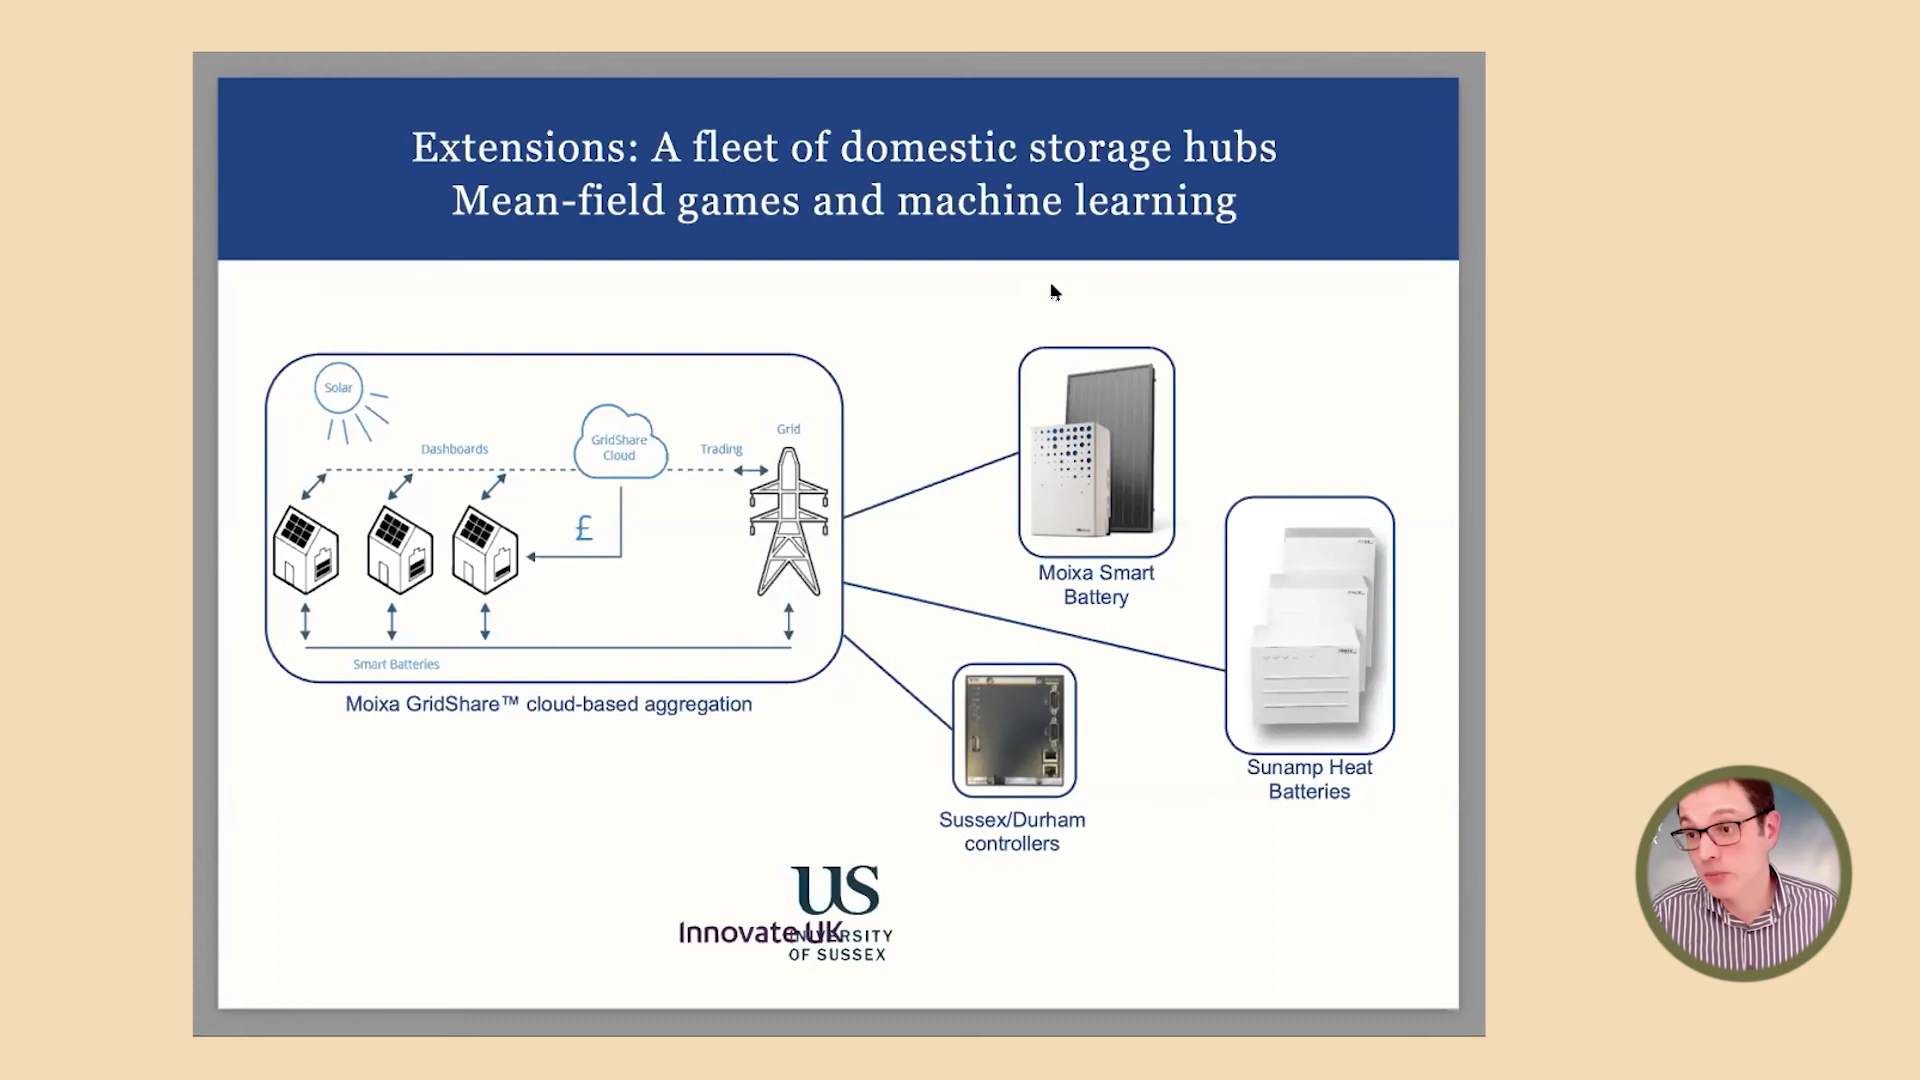 Extensions: A fleet of domestic storage hubs
Mean-field games and machine learning
Solar
Dashboards
GridShare
Cloud
Trading
Grid
£
Smart Batteries
Moixa GridShare™ cloud-based aggregation
Moixa Smart
Battery
Sunamp Heat
Batteries
Sussex/Durham
controllers
US
Innovate UK
UNIVERSITY
OF SUSSEX